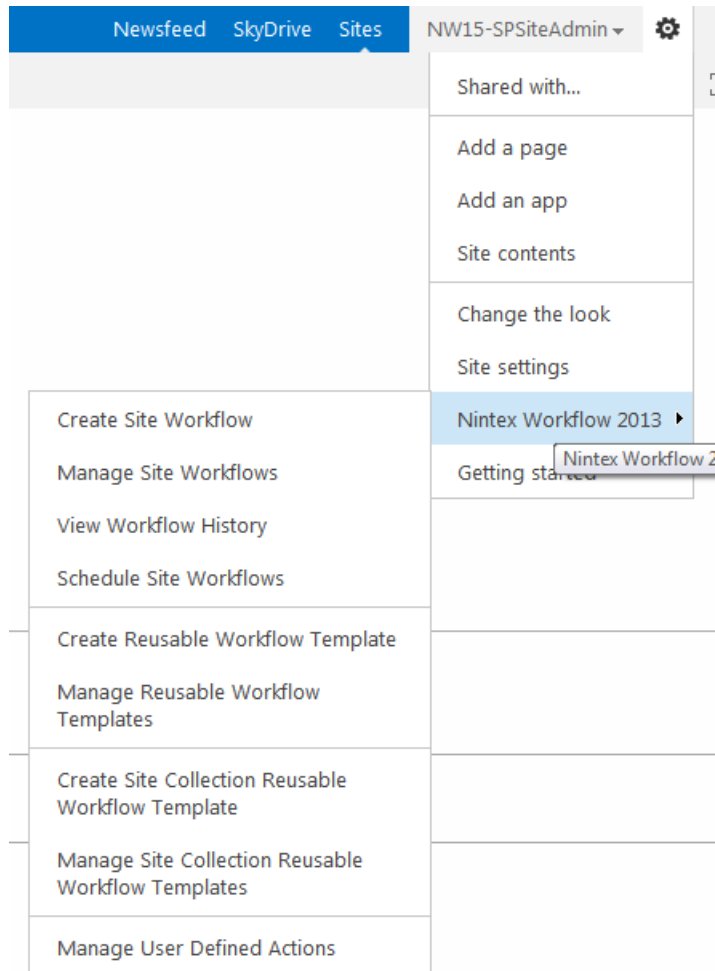 Newsfeed SkyDrive Sites NW15-SPSiteAdmin
Shared with...
Add a page
Add an app
Site contents
Change the look
Site settings
Nintex Workflow 2013
Nintex Workflow 2
Getting started
Create Site Workflow
Manage Site Workflows
View Workflow History
Schedule Site Workflows
Create Reusable Workflow Template
Manage Reusable Workflow
Templates
Create Site Collection Reusable
Workflow Template
Manage Site Collection Reusable
Workflow Templates
Manage User Defined Actions